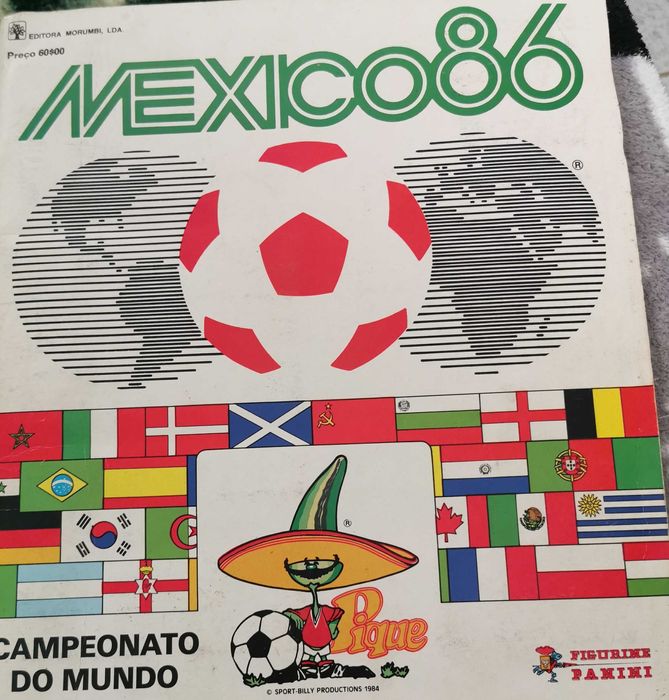 EDITORA MORUMBI, LDA.
Preço 60$00
MEXICO86
®
®
Pique
CAMPEONATO
DO MUNDO
© SPORT-BILLY PRODUCTIONS 1984
FIGURINE
PANINI